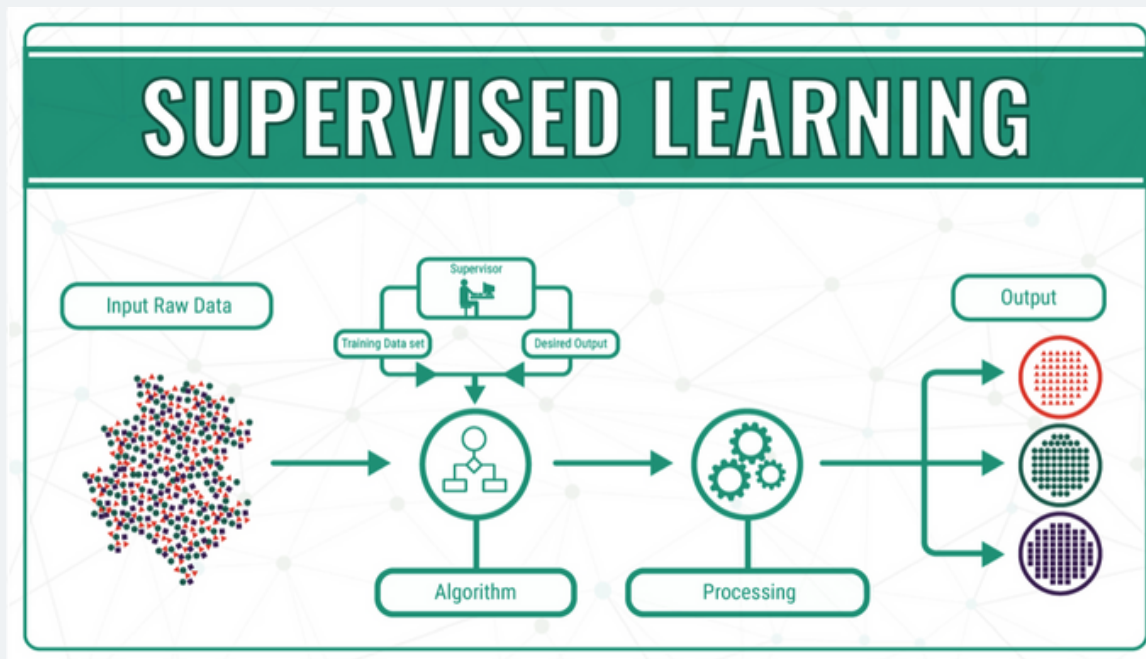 SUPERVISED LEARNING
Input Raw Data
Supervisor
Training Data set
Desired Output
Algorithm
Processing
Output